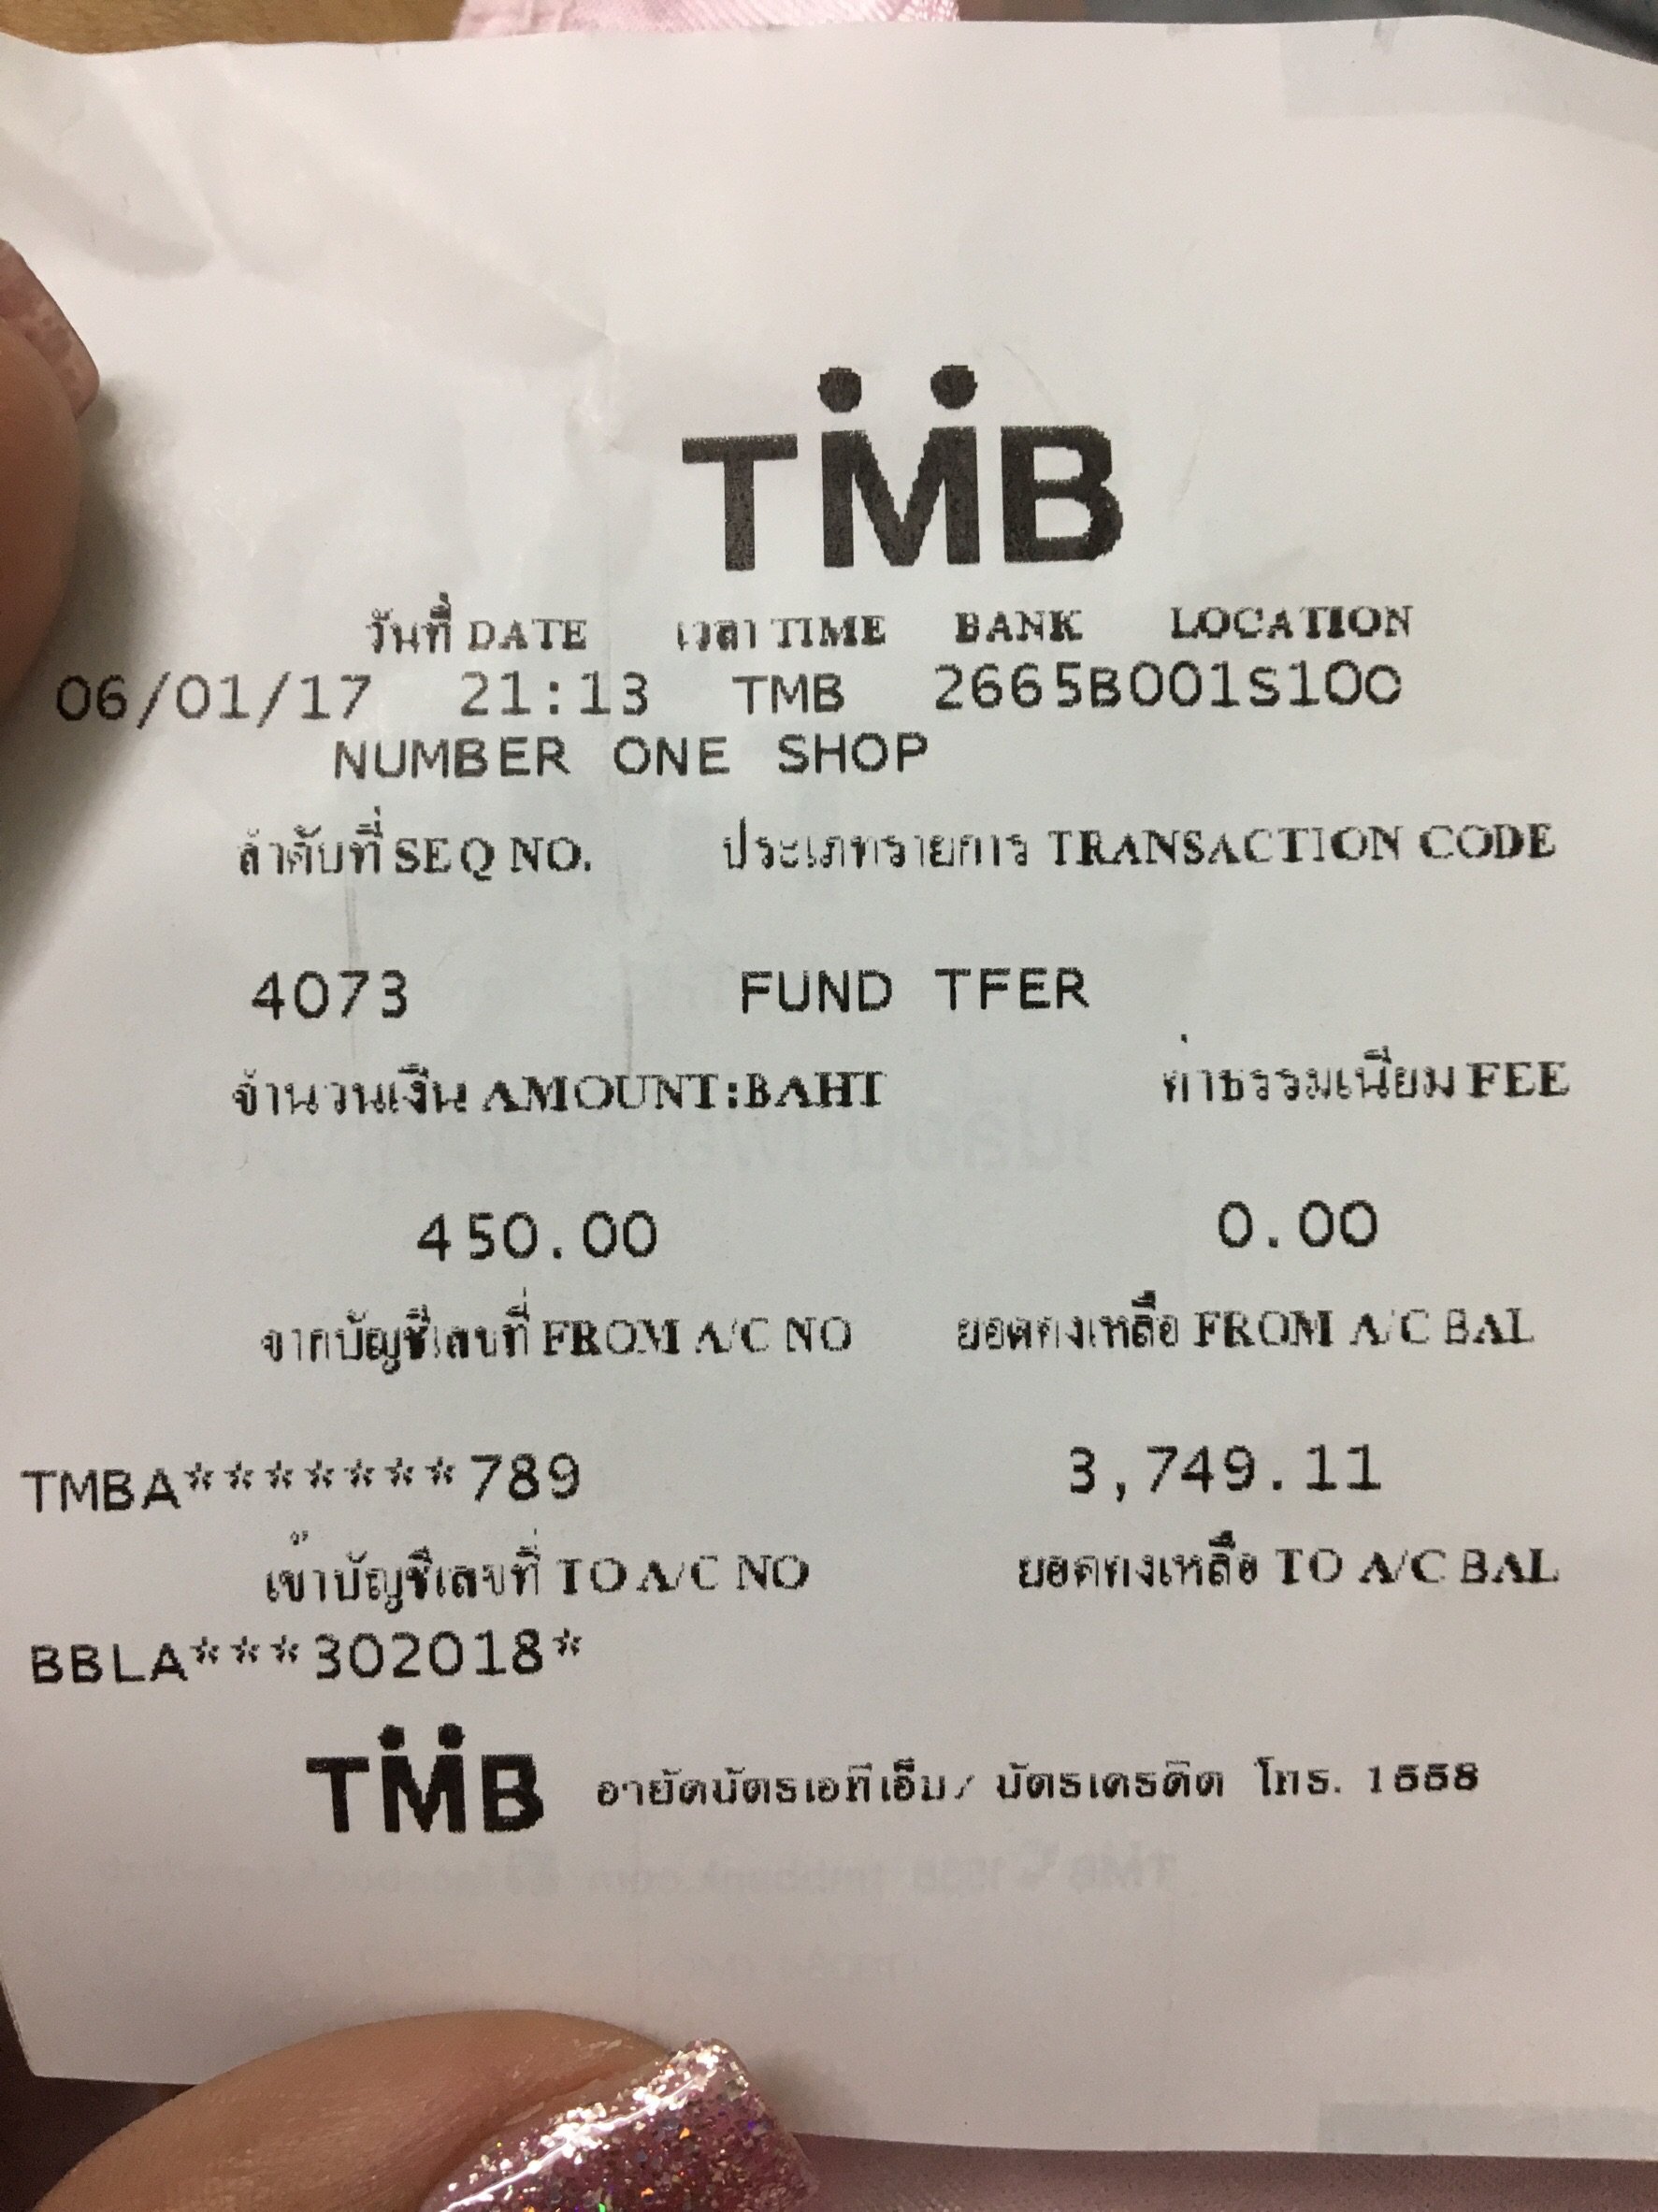 TMB
วันที่ DATE เวลา TIME BANK LOCATION
06/01/17 21:13 TMB 2665B001S10C
NUMBER ONE SHOP
ลำดับที่ SEQ NO. ประเภทรายการ TRANSACTION CODE
4073 FUND TFER
จำนวนเงิน AMOUNT:BAHT ค่าธรรมเนียม FEE
450.00 0.00
จากบัญชีเลขที่ FROM A/C NO ยอดคงเหลือ FROM A/C BAL
TMBA*******789 3,749.11
เข้าบัญชีเลขที่ TO A/C NO ยอดคงเหลือ TO A/C BAL
BBLA***302018*
TMB อายัดบัตรเอทีเอ็ม/ บัตรเครดิต โทร. 1558